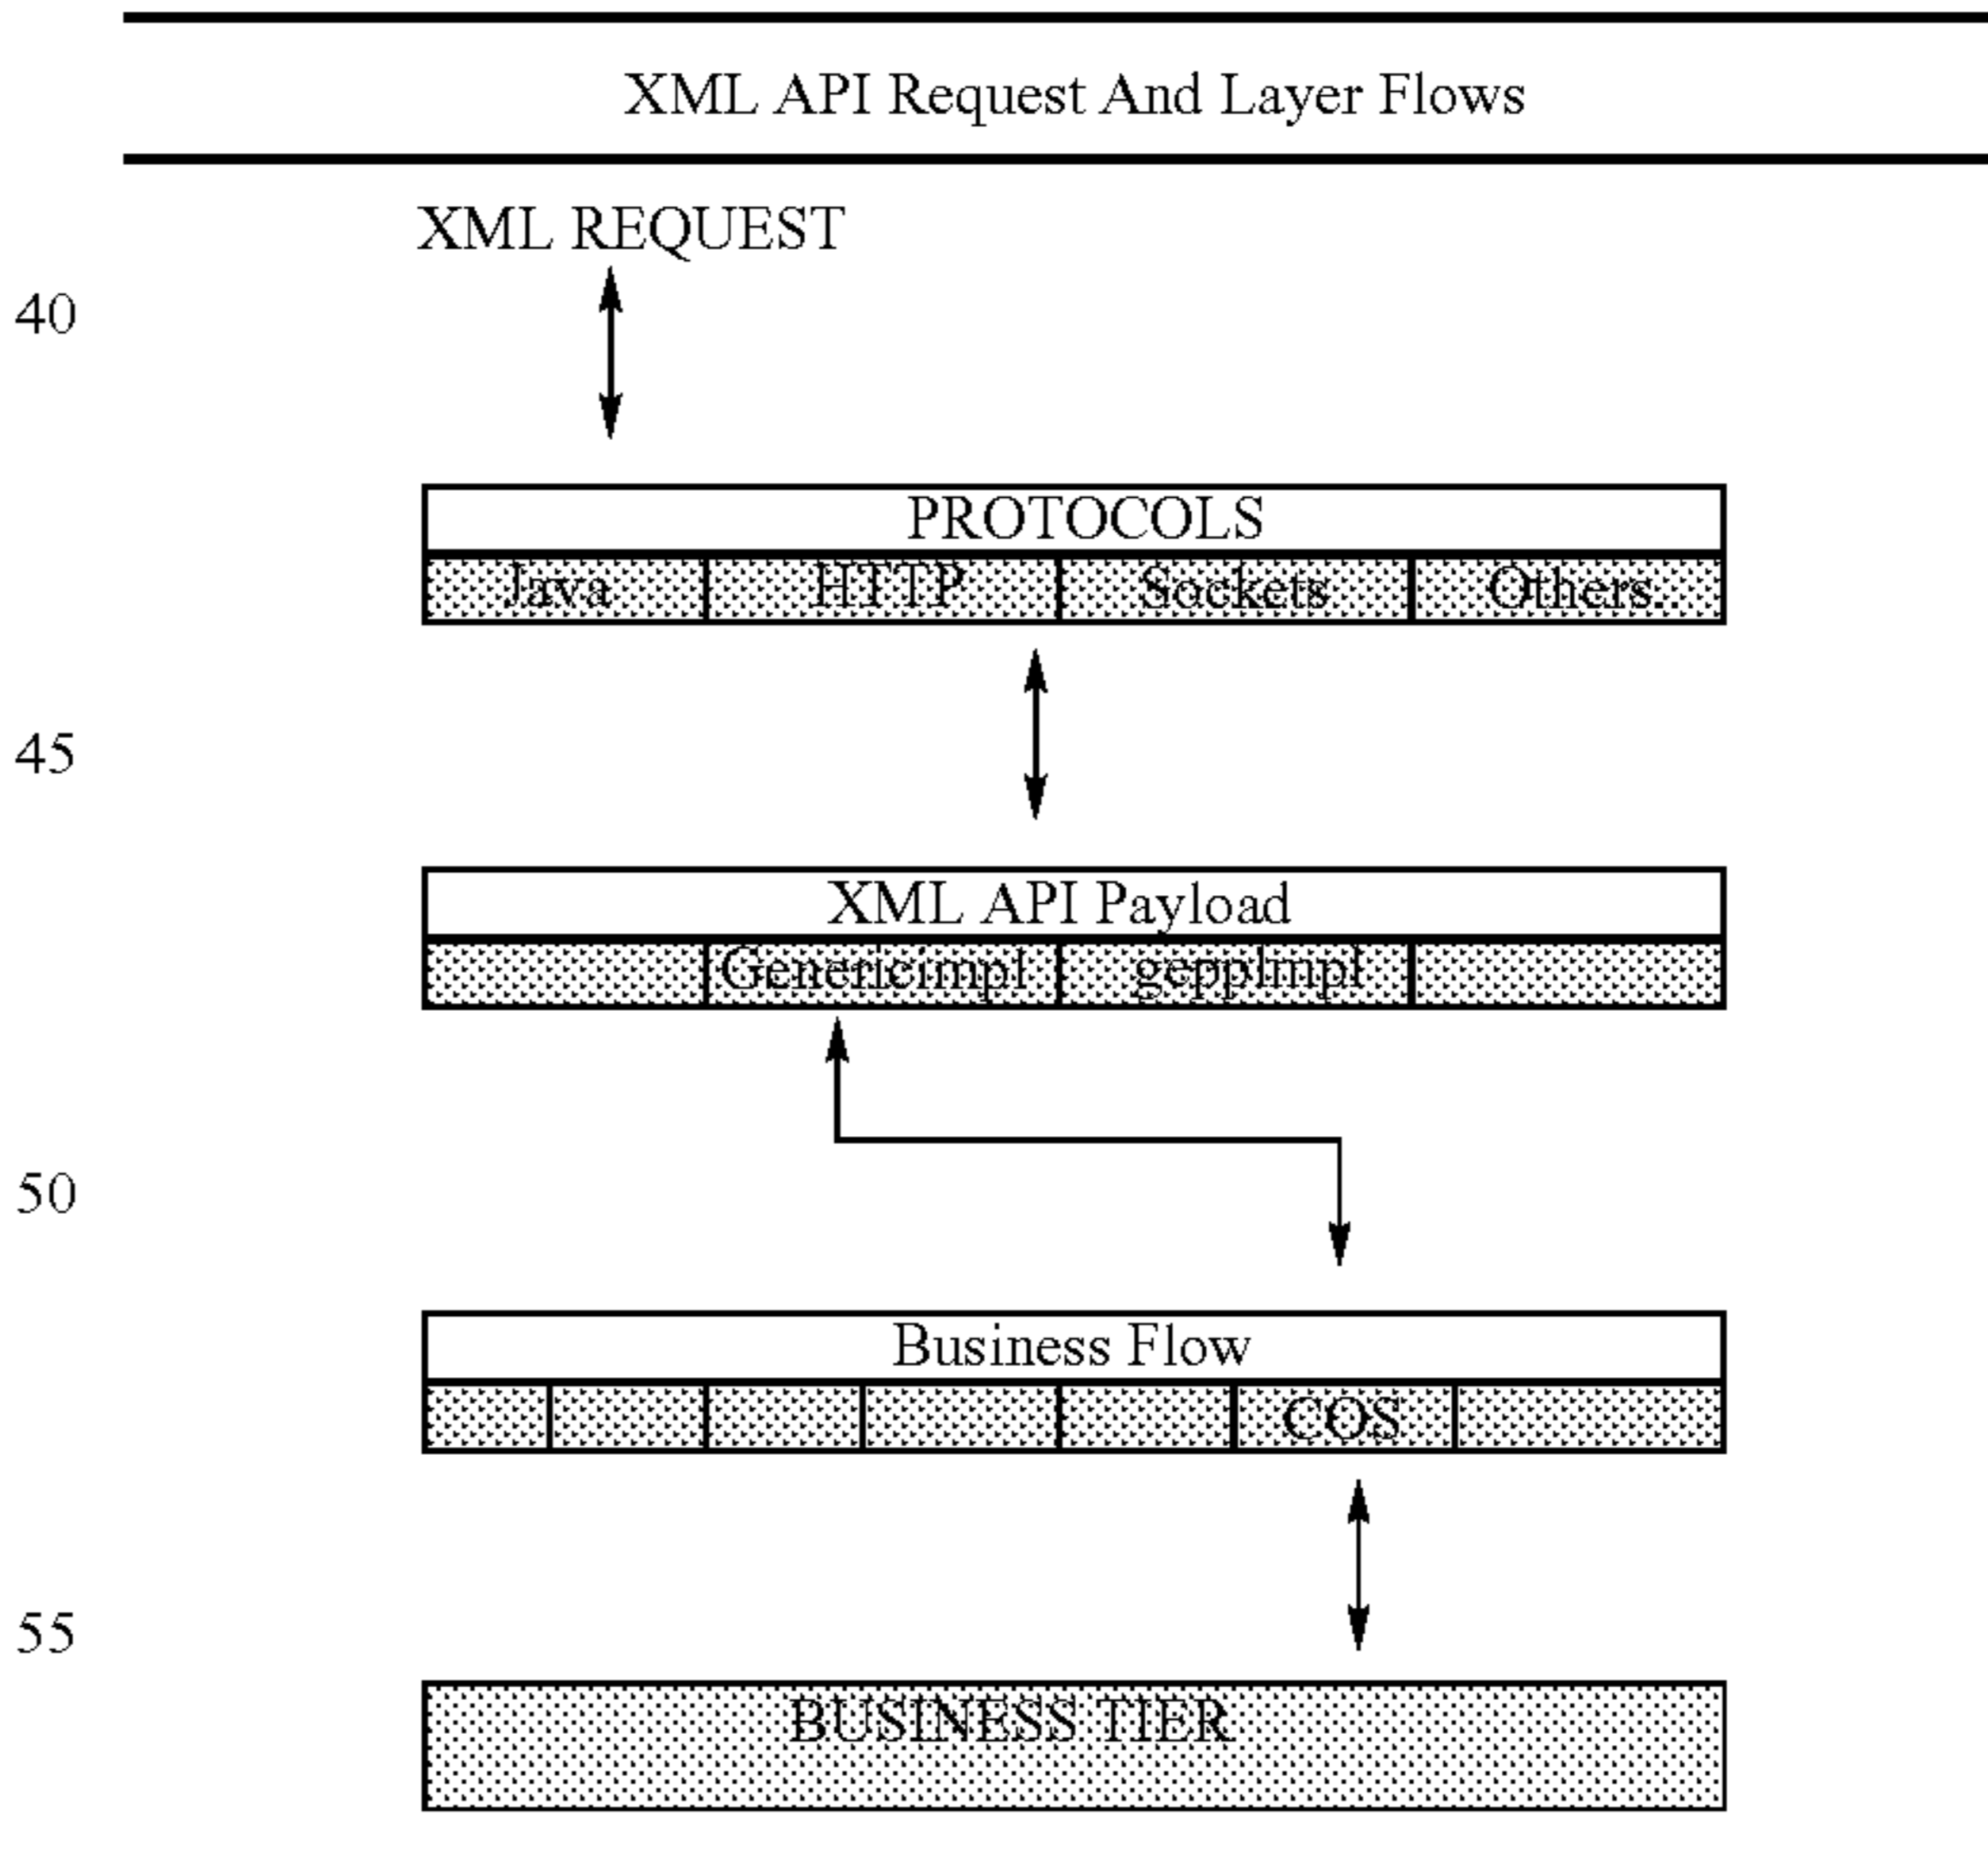 XML API Request And Layer Flows
XML REQUEST
40
PROTOCOLS
Java HTTP Sockets Others..
45
XML API Payload
Genericimpl geppImpl
50
Business Flow
COS
55
BUSINESS TIER